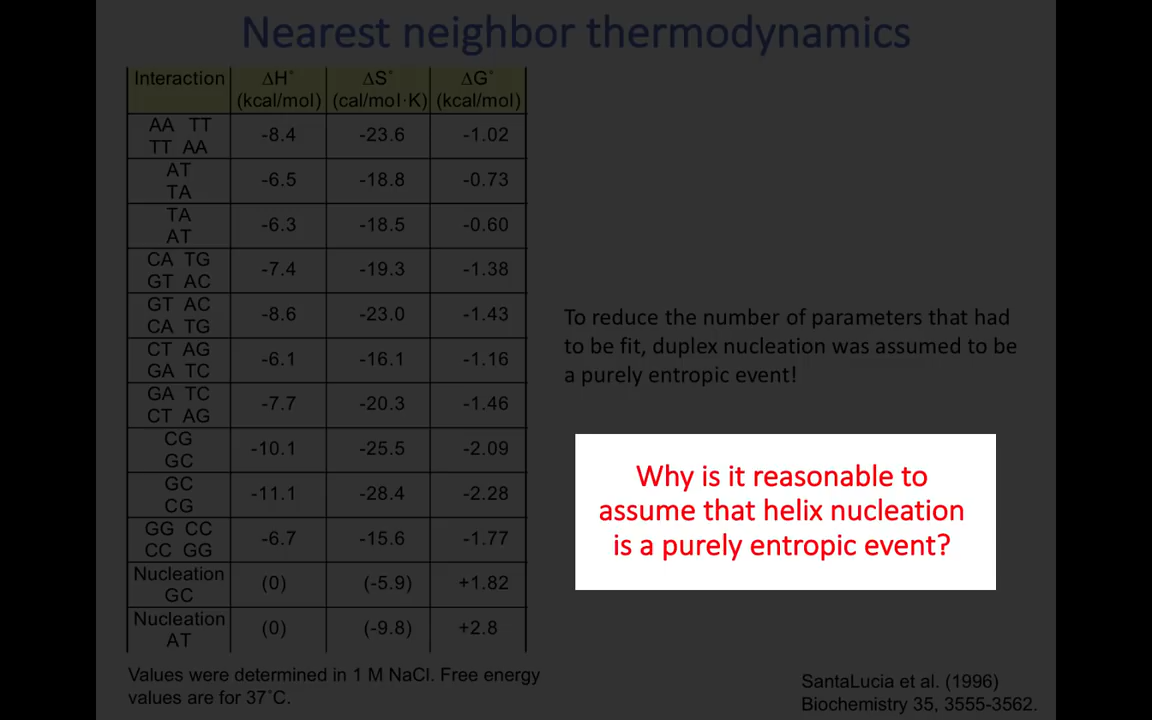 Nearest neighbor thermodynamics
Interaction ΔH° ΔS° ΔG°
(kcal/mol) (cal/mol·K) (kcal/mol)
AA TT
TT AA -8.4 -23.6 -1.02
AT
TA -6.5 -18.8 -0.73
TA
AT -6.3 -18.5 -0.60
CA TG
GT AC -7.4 -19.3 -1.38
GT AC
CA TG -8.6 -23.0 -1.43
CT AG
GA TC -6.1 -16.1 -1.16
GA TC
CT AG -7.7 -20.3 -1.46
CG
GC -10.1 -25.5 -2.09
GC
CG -11.1 -28.4 -2.28
GG CC
CC GG -6.7 -15.6 -1.77
Nucleation
GC (0) (-5.9) +1.82
Nucleation
AT (0) (-9.8) +2.8
Values were determined in 1 M NaCl. Free energy
values are for 37°C.
To reduce the number of parameters that had
to be fit, duplex nucleation was assumed to be
a purely entropic event!
Why is it reasonable to
assume that helix nucleation
is a purely entropic event?
SantaLucia et al. (1996)
Biochemistry 35, 3555-3562.